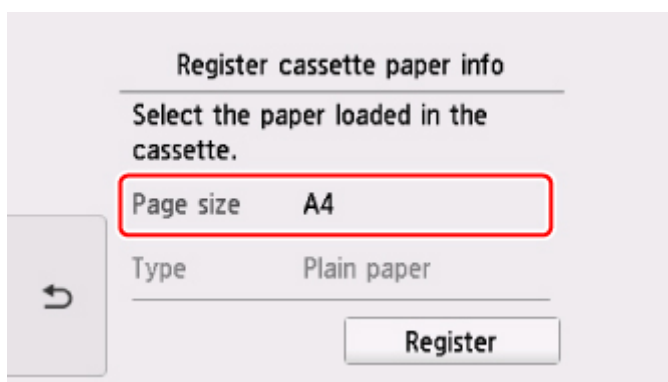 Register cassette paper info
Select the paper loaded in the
cassette.
Page size A4
Type Plain paper
Register